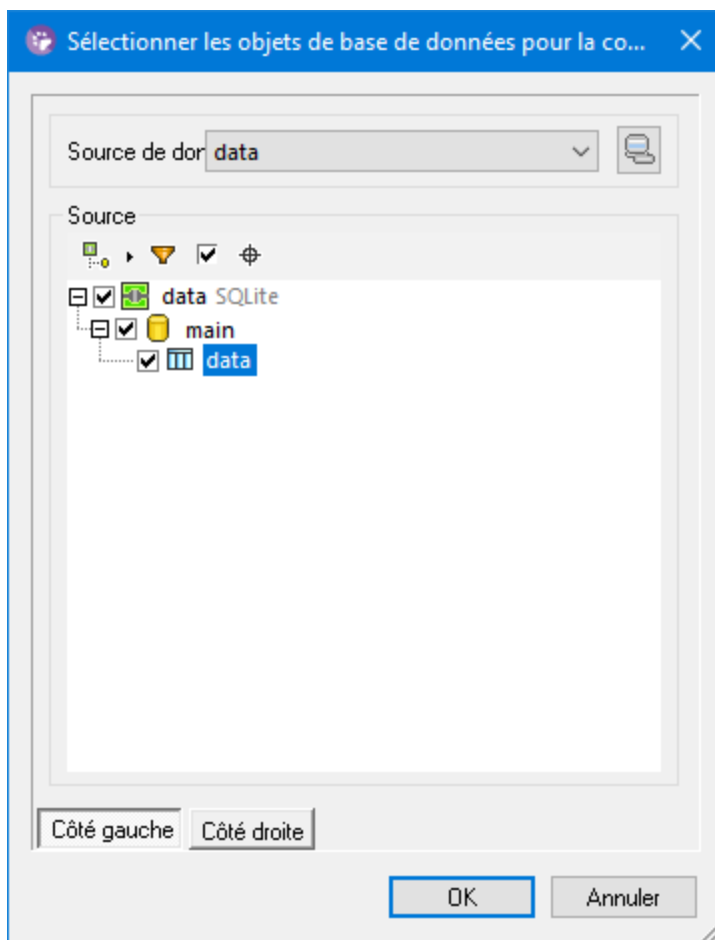 Sélectionner les objets de base de données pour la co...
Source de dor data
Source
data SQLite
main
data
Côté gauche Côté droite
OK Annuler